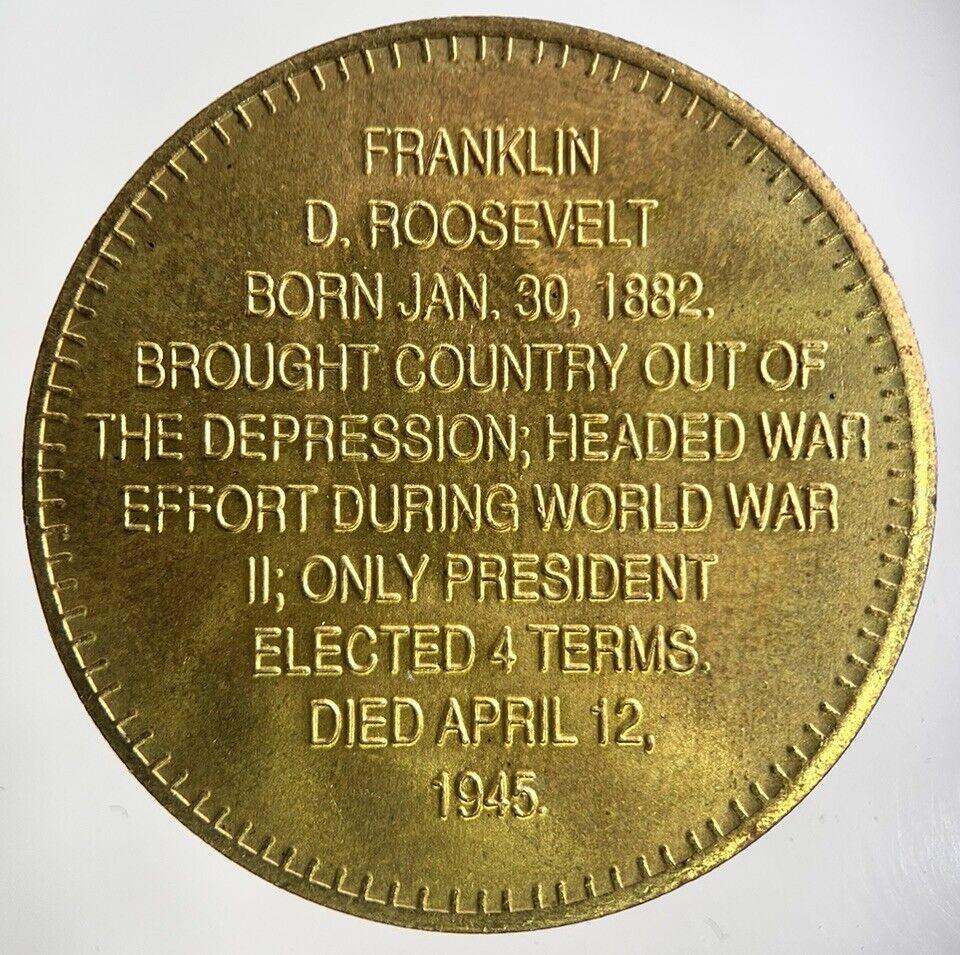 FRANKLIN
D. ROOSEVELT
BORN JAN. 30, 1882.
BROUGHT COUNTRY OUT OF
THE DEPRESSION; HEADED WAR
EFFORT DURING WORLD WAR
II; ONLY PRESIDENT
ELECTED 4 TERMS.
DIED APRIL 12,
1945.